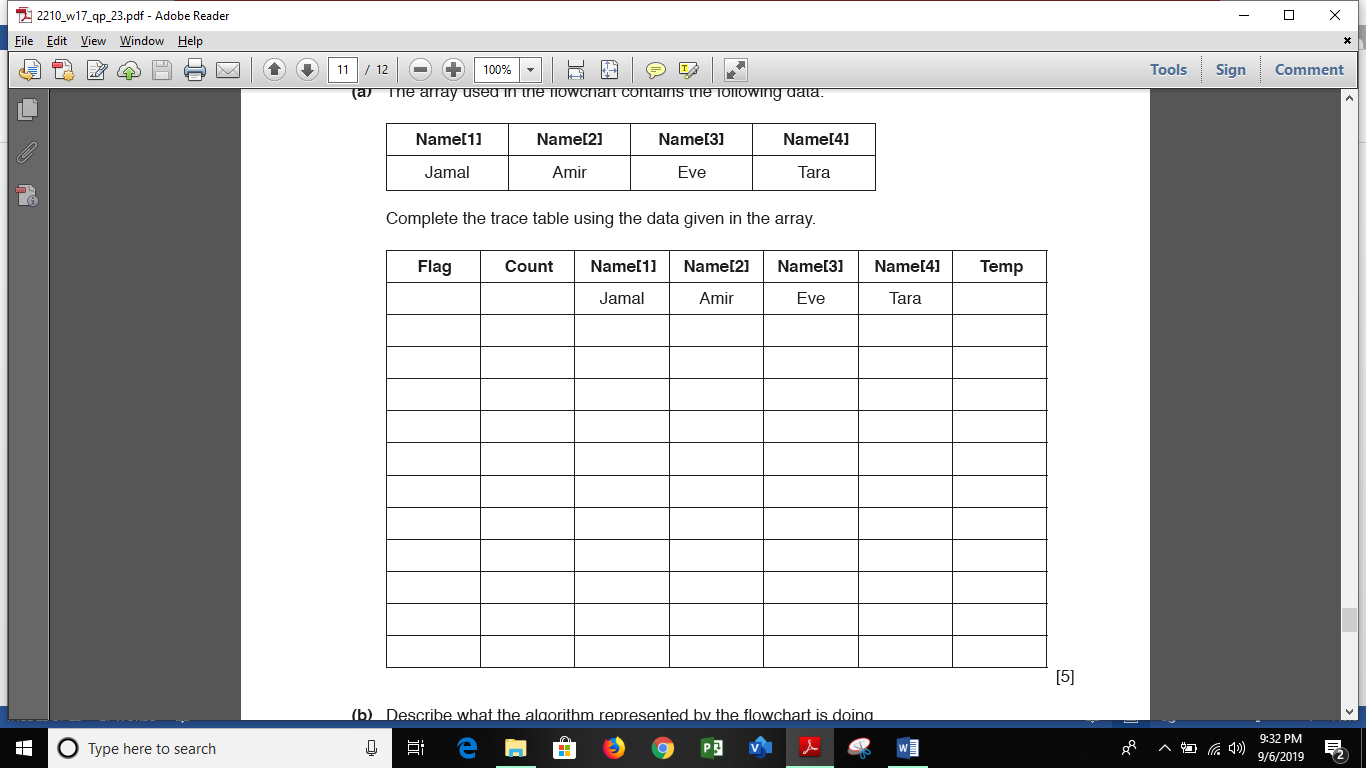 2210_w17_qp_23.pdf - Adobe Reader
File Edit View Window Help
11 / 12 100% Tools Sign Comment
(a) The array used in the flowchart contains the following data.
Name[1] Name[2] Name[3] Name[4]
Jamal Amir Eve Tara
Complete the trace table using the data given in the array.
Flag Count Name[1] Name[2] Name[3] Name[4] Temp
Jamal Amir Eve Tara
[5]
(b) Describe what the algorithm represented by the flowchart is doing
Type here to search
9:32 PM
9/6/2019
2